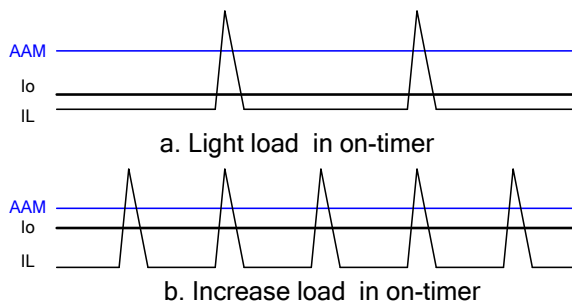 AAM
Io
IL
a. Light load in on-timer
AAM
Io
IL
b. Increase load in on-timer